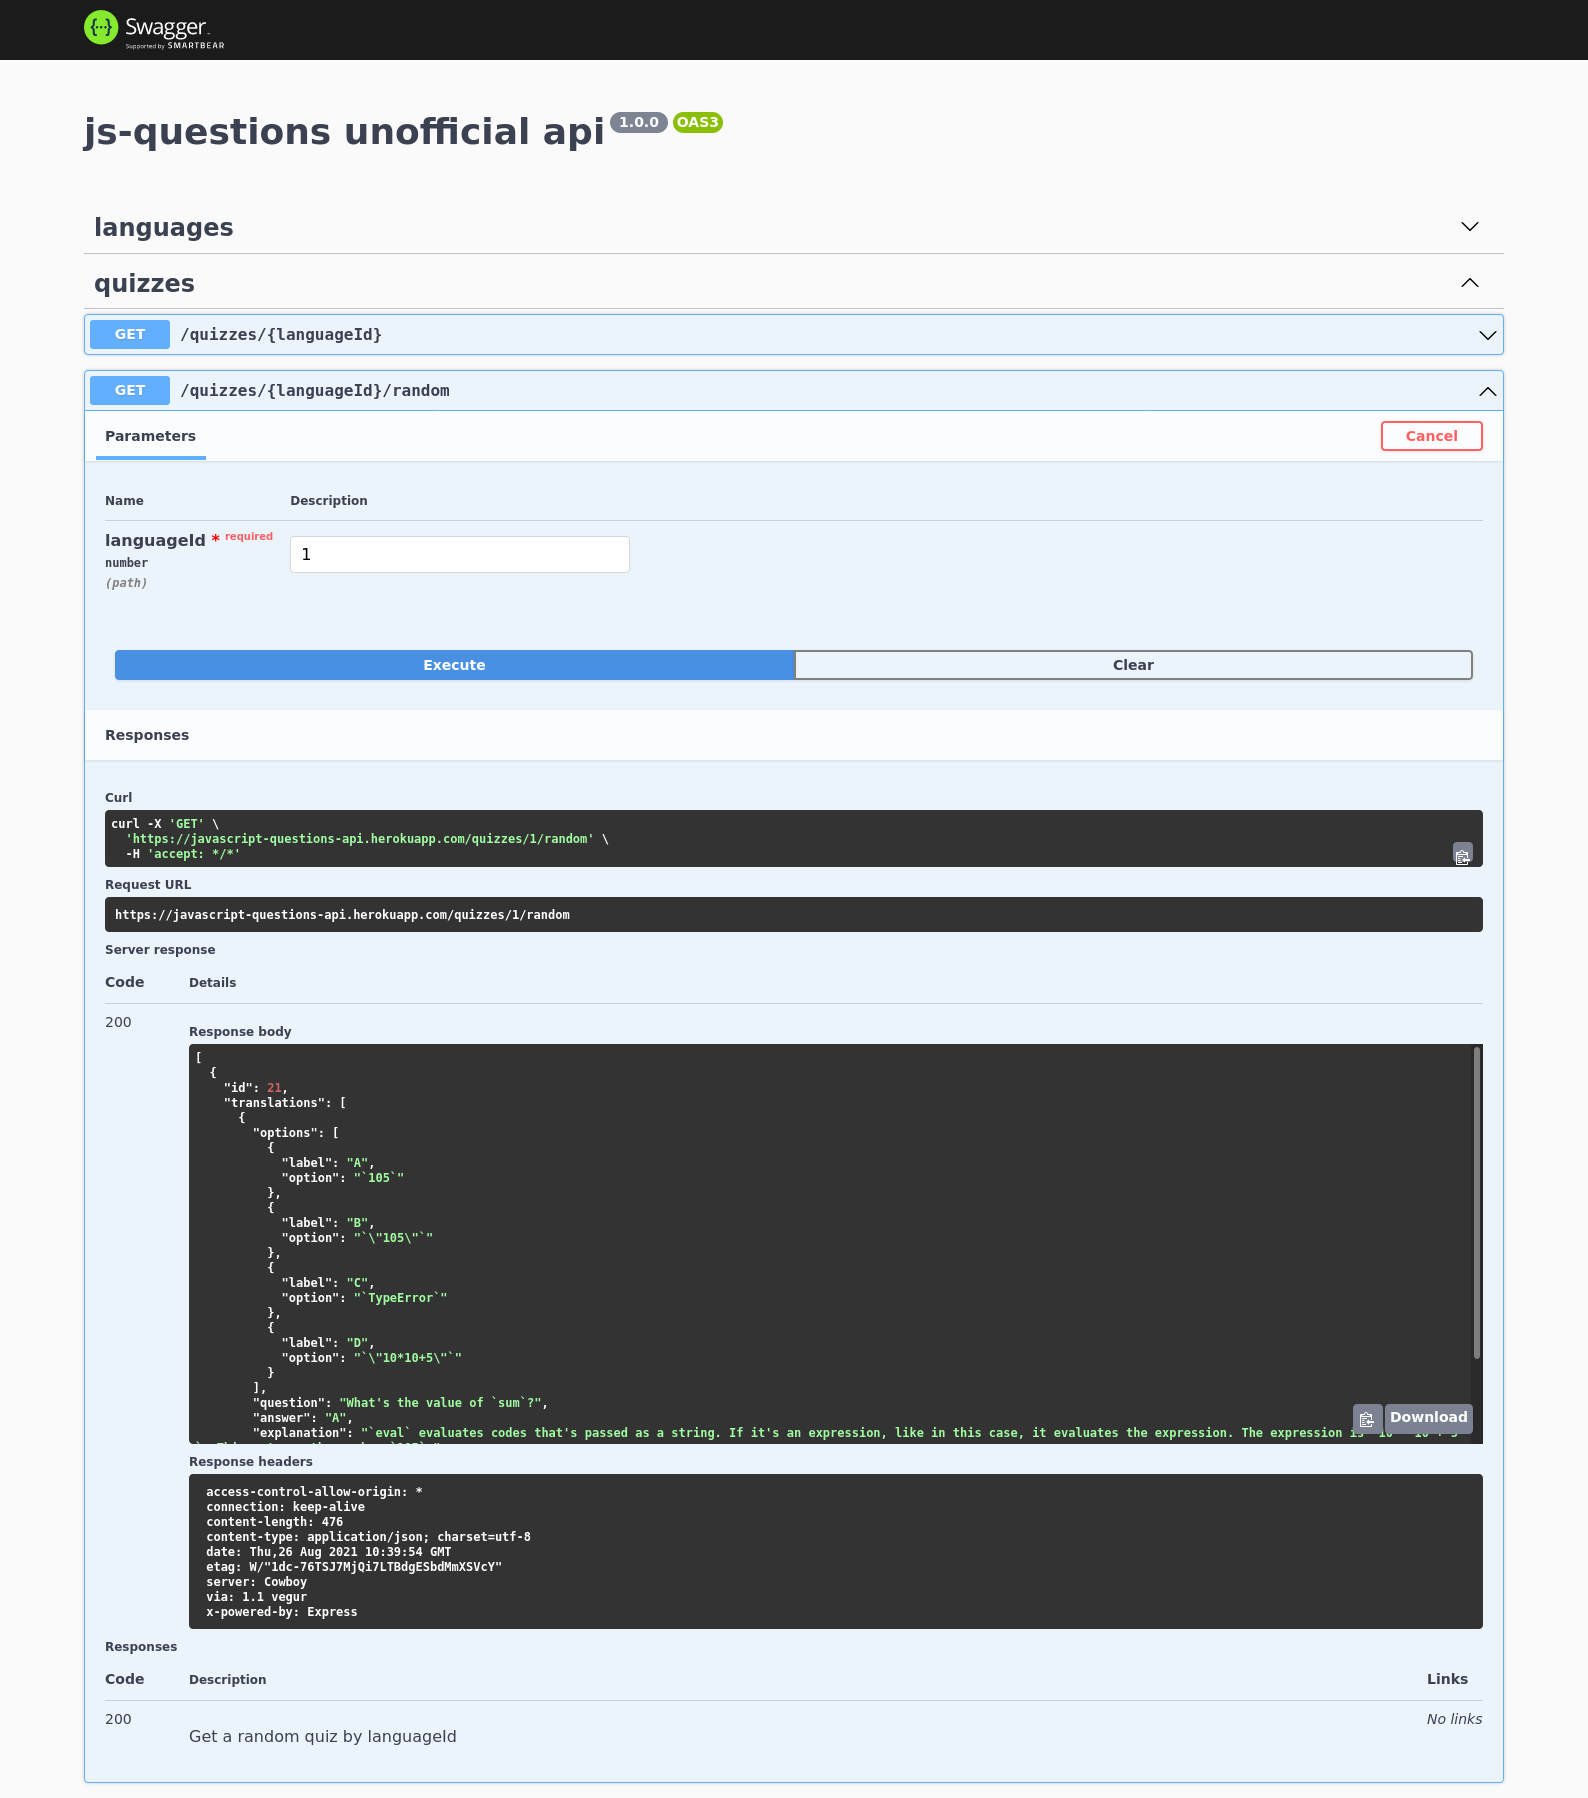 Swagger.
Supported by SMARTBEAR
js-questions unofficial api 1.0.0 OAS3
languages
quizzes
GET /quizzes/{languageId}
GET /quizzes/{languageId}/random
Parameters Cancel
Name Description
languageId * required 1
number
(path)
Execute Clear
Responses
Curl
curl -X 'GET' \
  'https://javascript-questions-api.herokuapp.com/quizzes/1/random' \
  -H 'accept: */*'
Request URL
https://javascript-questions-api.herokuapp.com/quizzes/1/random
Server response
Code Details
200
Response body
[
  {
    "id": 21,
    "translations": [
      {
        "options": [
          {
            "label": "A",
            "option": "`105`"
          },
          {
            "label": "B",
            "option": "`\"105\"`"
          },
          {
            "label": "C",
            "option": "`TypeError`"
          },
          {
            "label": "D",
            "option": "`\"10*10+5\"`"
          }
        ],
        "question": "What's the value of `sum`?",
        "answer": "A",
        "explanation": "`eval` evaluates codes that's passed as a string. If it's an expression, like in this case, it evaluates the expression. The expression is
Download
Response headers
access-control-allow-origin: *
connection: keep-alive
content-length: 476
content-type: application/json; charset=utf-8
date: Thu,26 Aug 2021 10:39:54 GMT
etag: W/"1dc-76TSJ7MjQi7LTBdgESbdMmXSVcY"
server: Cowboy
via: 1.1 vegur
x-powered-by: Express
Responses
Code Description Links
200 No links
Get a random quiz by languageId